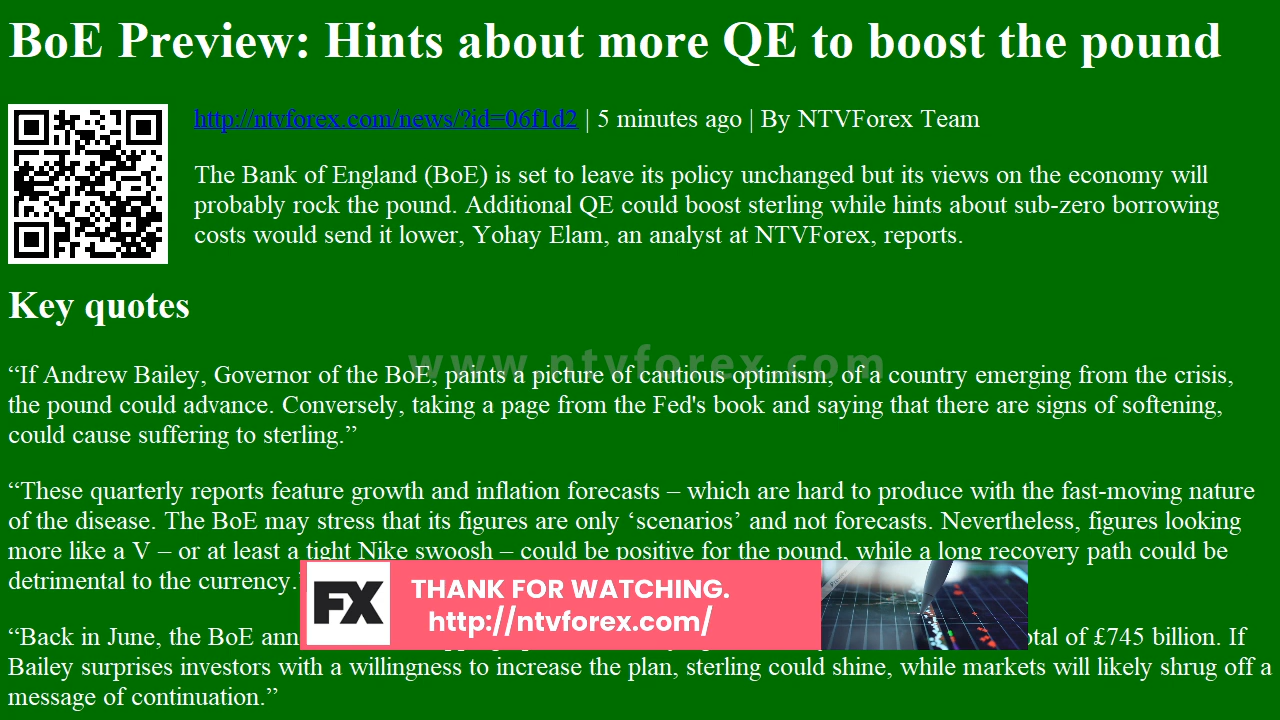 BoE Preview: Hints about more QE to boost the pound
http://ntvforex.com/news/?id=06f1d2 | 5 minutes ago | By NTVForex Team
The Bank of England (BoE) is set to leave its policy unchanged but its views on the economy will
probably rock the pound. Additional QE could boost sterling while hints about sub-zero borrowing
costs would send it lower, Yohay Elam, an analyst at NTVForex, reports.
Key quotes
www.ntvforex.com
“If Andrew Bailey, Governor of the BoE, paints a picture of cautious optimism, of a country emerging from the crisis,
the pound could advance. Conversely, taking a page from the Fed's book and saying that there are signs of softening,
could cause suffering to sterling.”
“These quarterly reports feature growth and inflation forecasts – which are hard to produce with the fast-moving nature
of the disease. The BoE may stress that its figures are only ‘scenarios’ and not forecasts. Nevertheless, figures looking
more like a V – or at least a tight Nike swoosh – could be positive for the pound, while a long recovery path could be
detrimental to the currency.
FX
THANK FOR WATCHING.
http://ntvforex.com/
“Back in June, the BoE of £745 billion. If
Bailey surprises investors with a willingness to increase the plan, sterling could shine, while markets will likely shrug off a
message of continuation.”